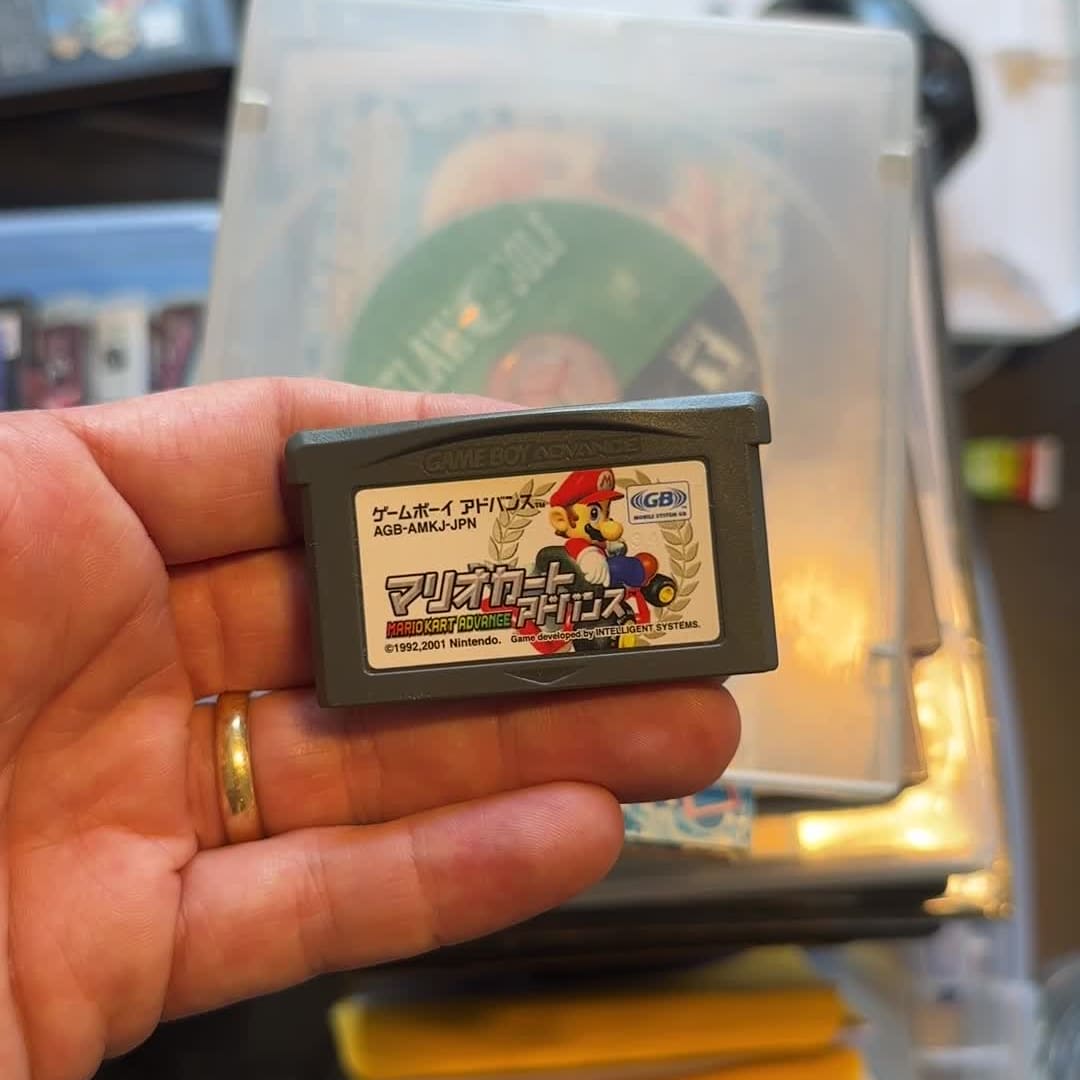 GAME BOY ADVANCE
ゲームボーイ アドバンス™
AGB-AMKJ-JPN
GB
MOBILE SYSTEM GB
M
マリオカート
アドバンス
MARIO KART ADVANCE
©1992,2001 Nintendo. Game developed by INTELLIGENT SYSTEMS.